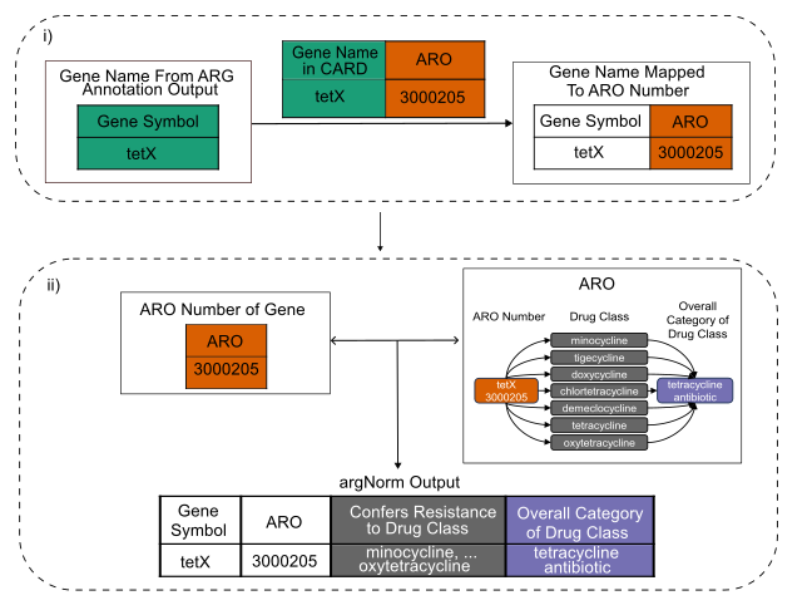 i)
Gene Name From ARG
Annotation Output
Gene Symbol
tetX
Gene Name
in CARD
ARO
tetX
3000205
Gene Name Mapped
To ARO Number
Gene Symbol
ARO
tetX
3000205
ii)
ARO Number of Gene
ARO
3000205
ARO
ARO Number
Drug Class
Overall
Category of
Drug Class
minocycline
tigecycline
doxycycline
tetX
3000205
chlortetracycline
demeclocycline
tetracycline
oxytetracycline
tetracycline
antibiotic
argNorm Output
Gene
Symbol
ARO
Confers Resistance
to Drug Class
Overall Category
of Drug Class
tetX
3000205
minocycline, ...
oxytetracycline
tetracycline
antibiotic